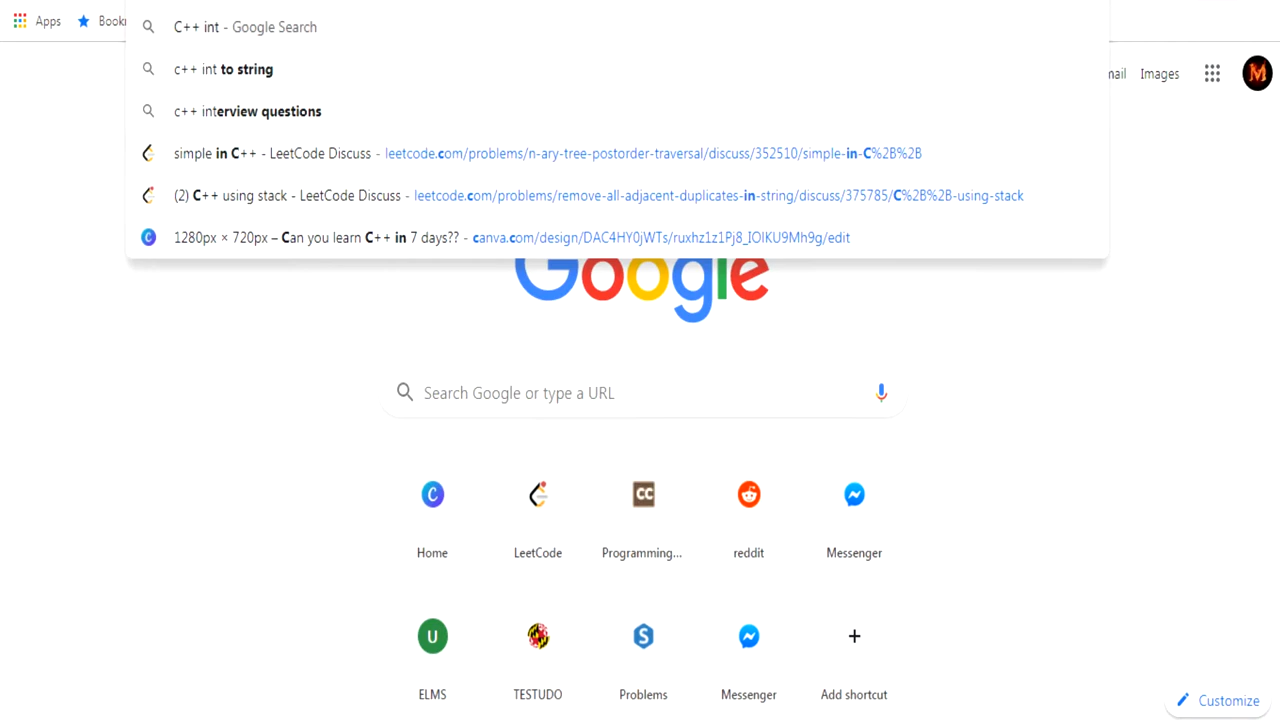 Apps Book
C++ int - Google Search
c++ int to string
c++ interview questions
simple in C++ - LeetCode Discuss - leetcode.com/problems/n-ary-tree-postorder-traversal/discuss/352510/simple-in-C%2B%2B
(2) C++ using stack - LeetCode Discuss - leetcode.com/problems/remove-all-adjacent-duplicates-in-string/discuss/375785/C%2B%2B-using-stack
1280px × 720px – Can you learn C++ in 7 days?? - canva.com/design/DAC4HY0jWTs/ruxhz1z1Pj8_IOlKU9Mh9g/edit
mail Images M
Google
Search Google or type a URL
C CC
Home LeetCode Programming... reddit Messenger
U S
ELMS TESTUDO Problems Messenger Add shortcut
Customize